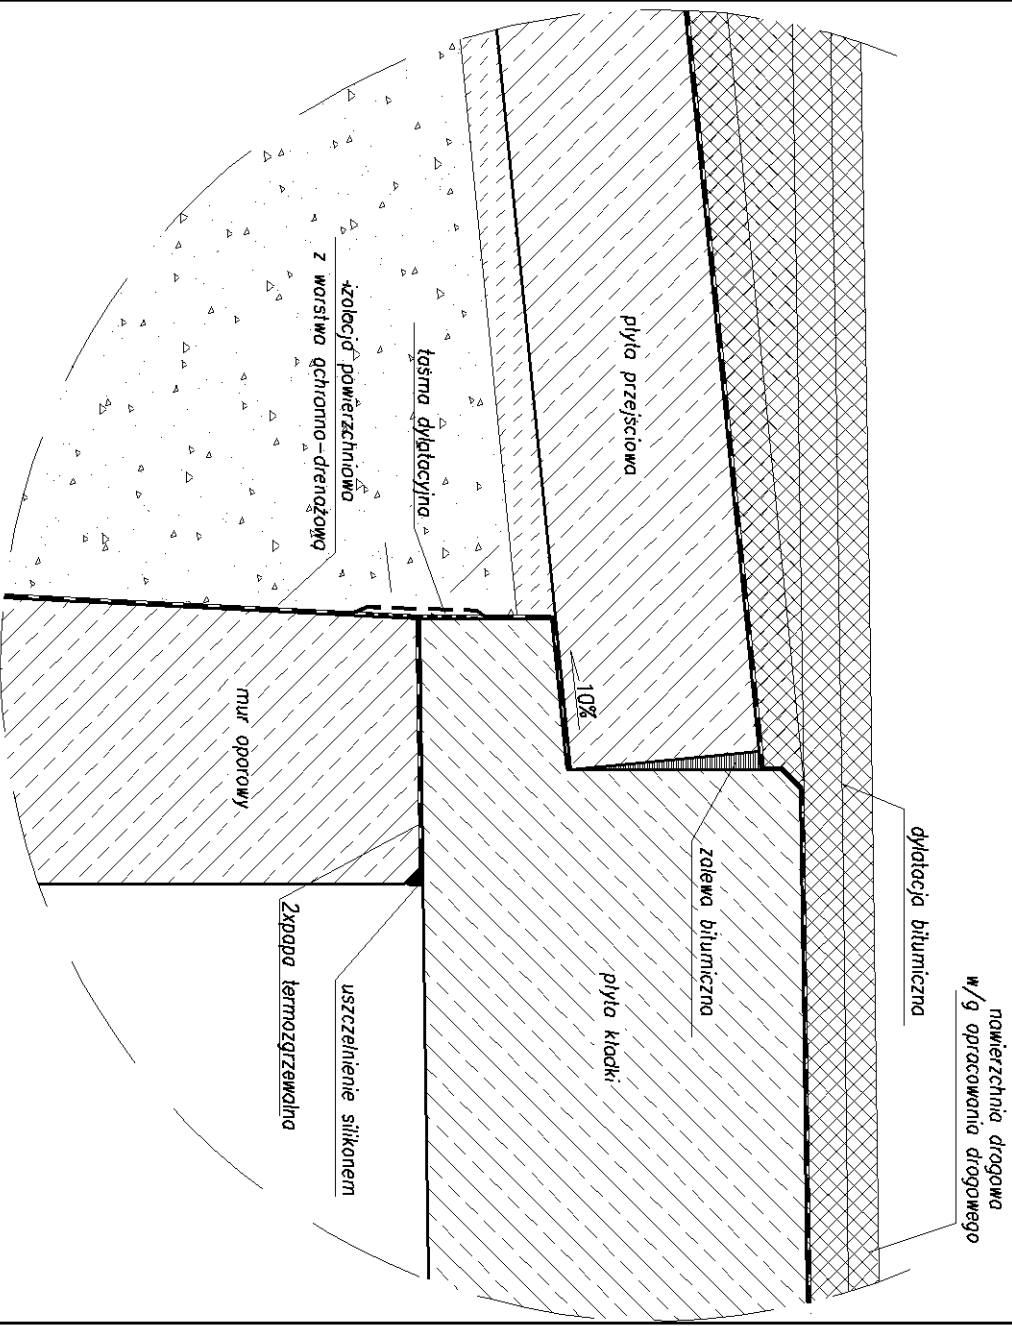 nawierzchnia drogowa
w/g opracowania drogowego
dylatacja bitumiczna
zalewa bitumiczna
płyta przejściowa
płyta kładki
10%
taśma dylatacyjna
izolacja powierzchniowa
z warstwa ochronno-drenażową
uszczelnienie silikonem
2xpapa termozgrzewalna
mur oporowy